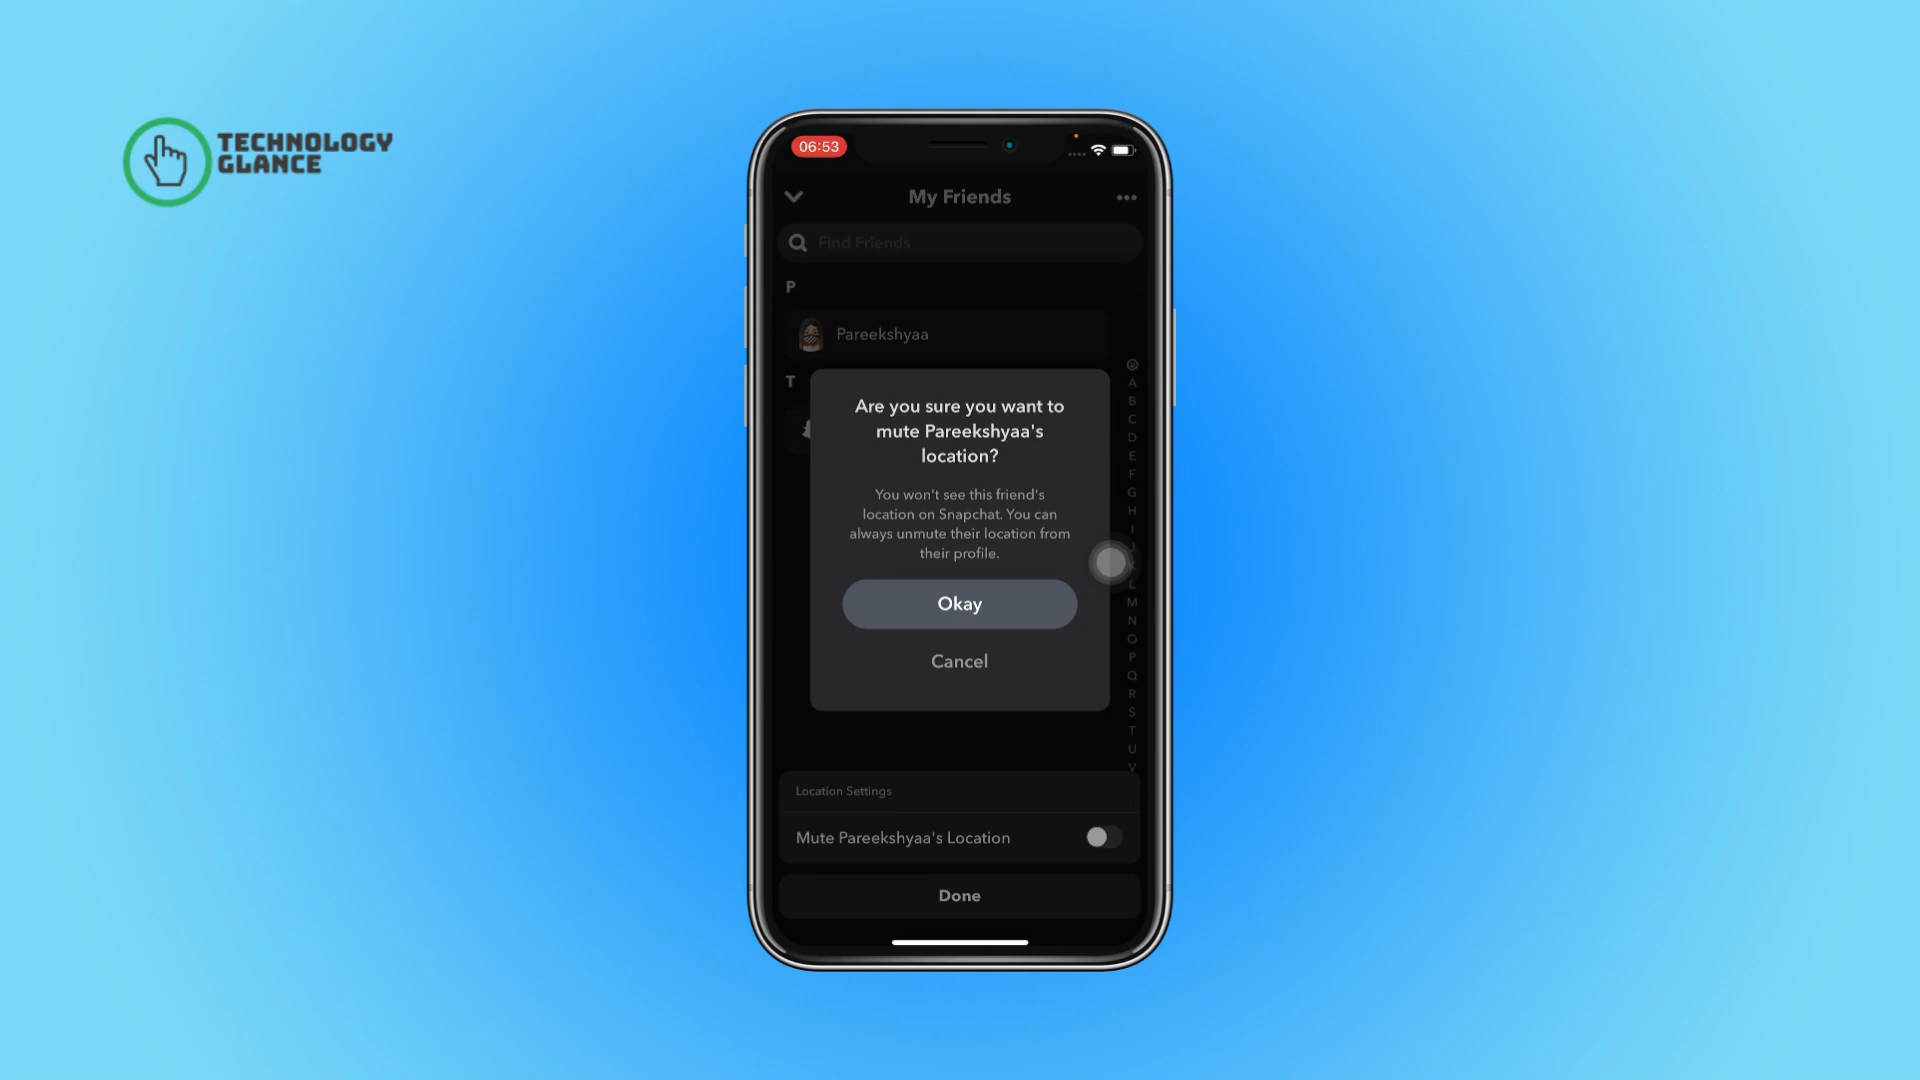 TECHNOLOGY
GLANCE
06:53
My Friends
Find Friends
P
Pareekshyaa
T
Are you sure you want to
mute Pareekshyaa's
location?
You won't see this friend's
location on Snapchat. You can
always unmute their location from
their profile.
Okay
Cancel
A
B
C
D
E
F
G
H
I
J
K
L
M
N
O
P
Q
R
S
T
U
V
Location Settings
Mute Pareekshyaa's Location
Done